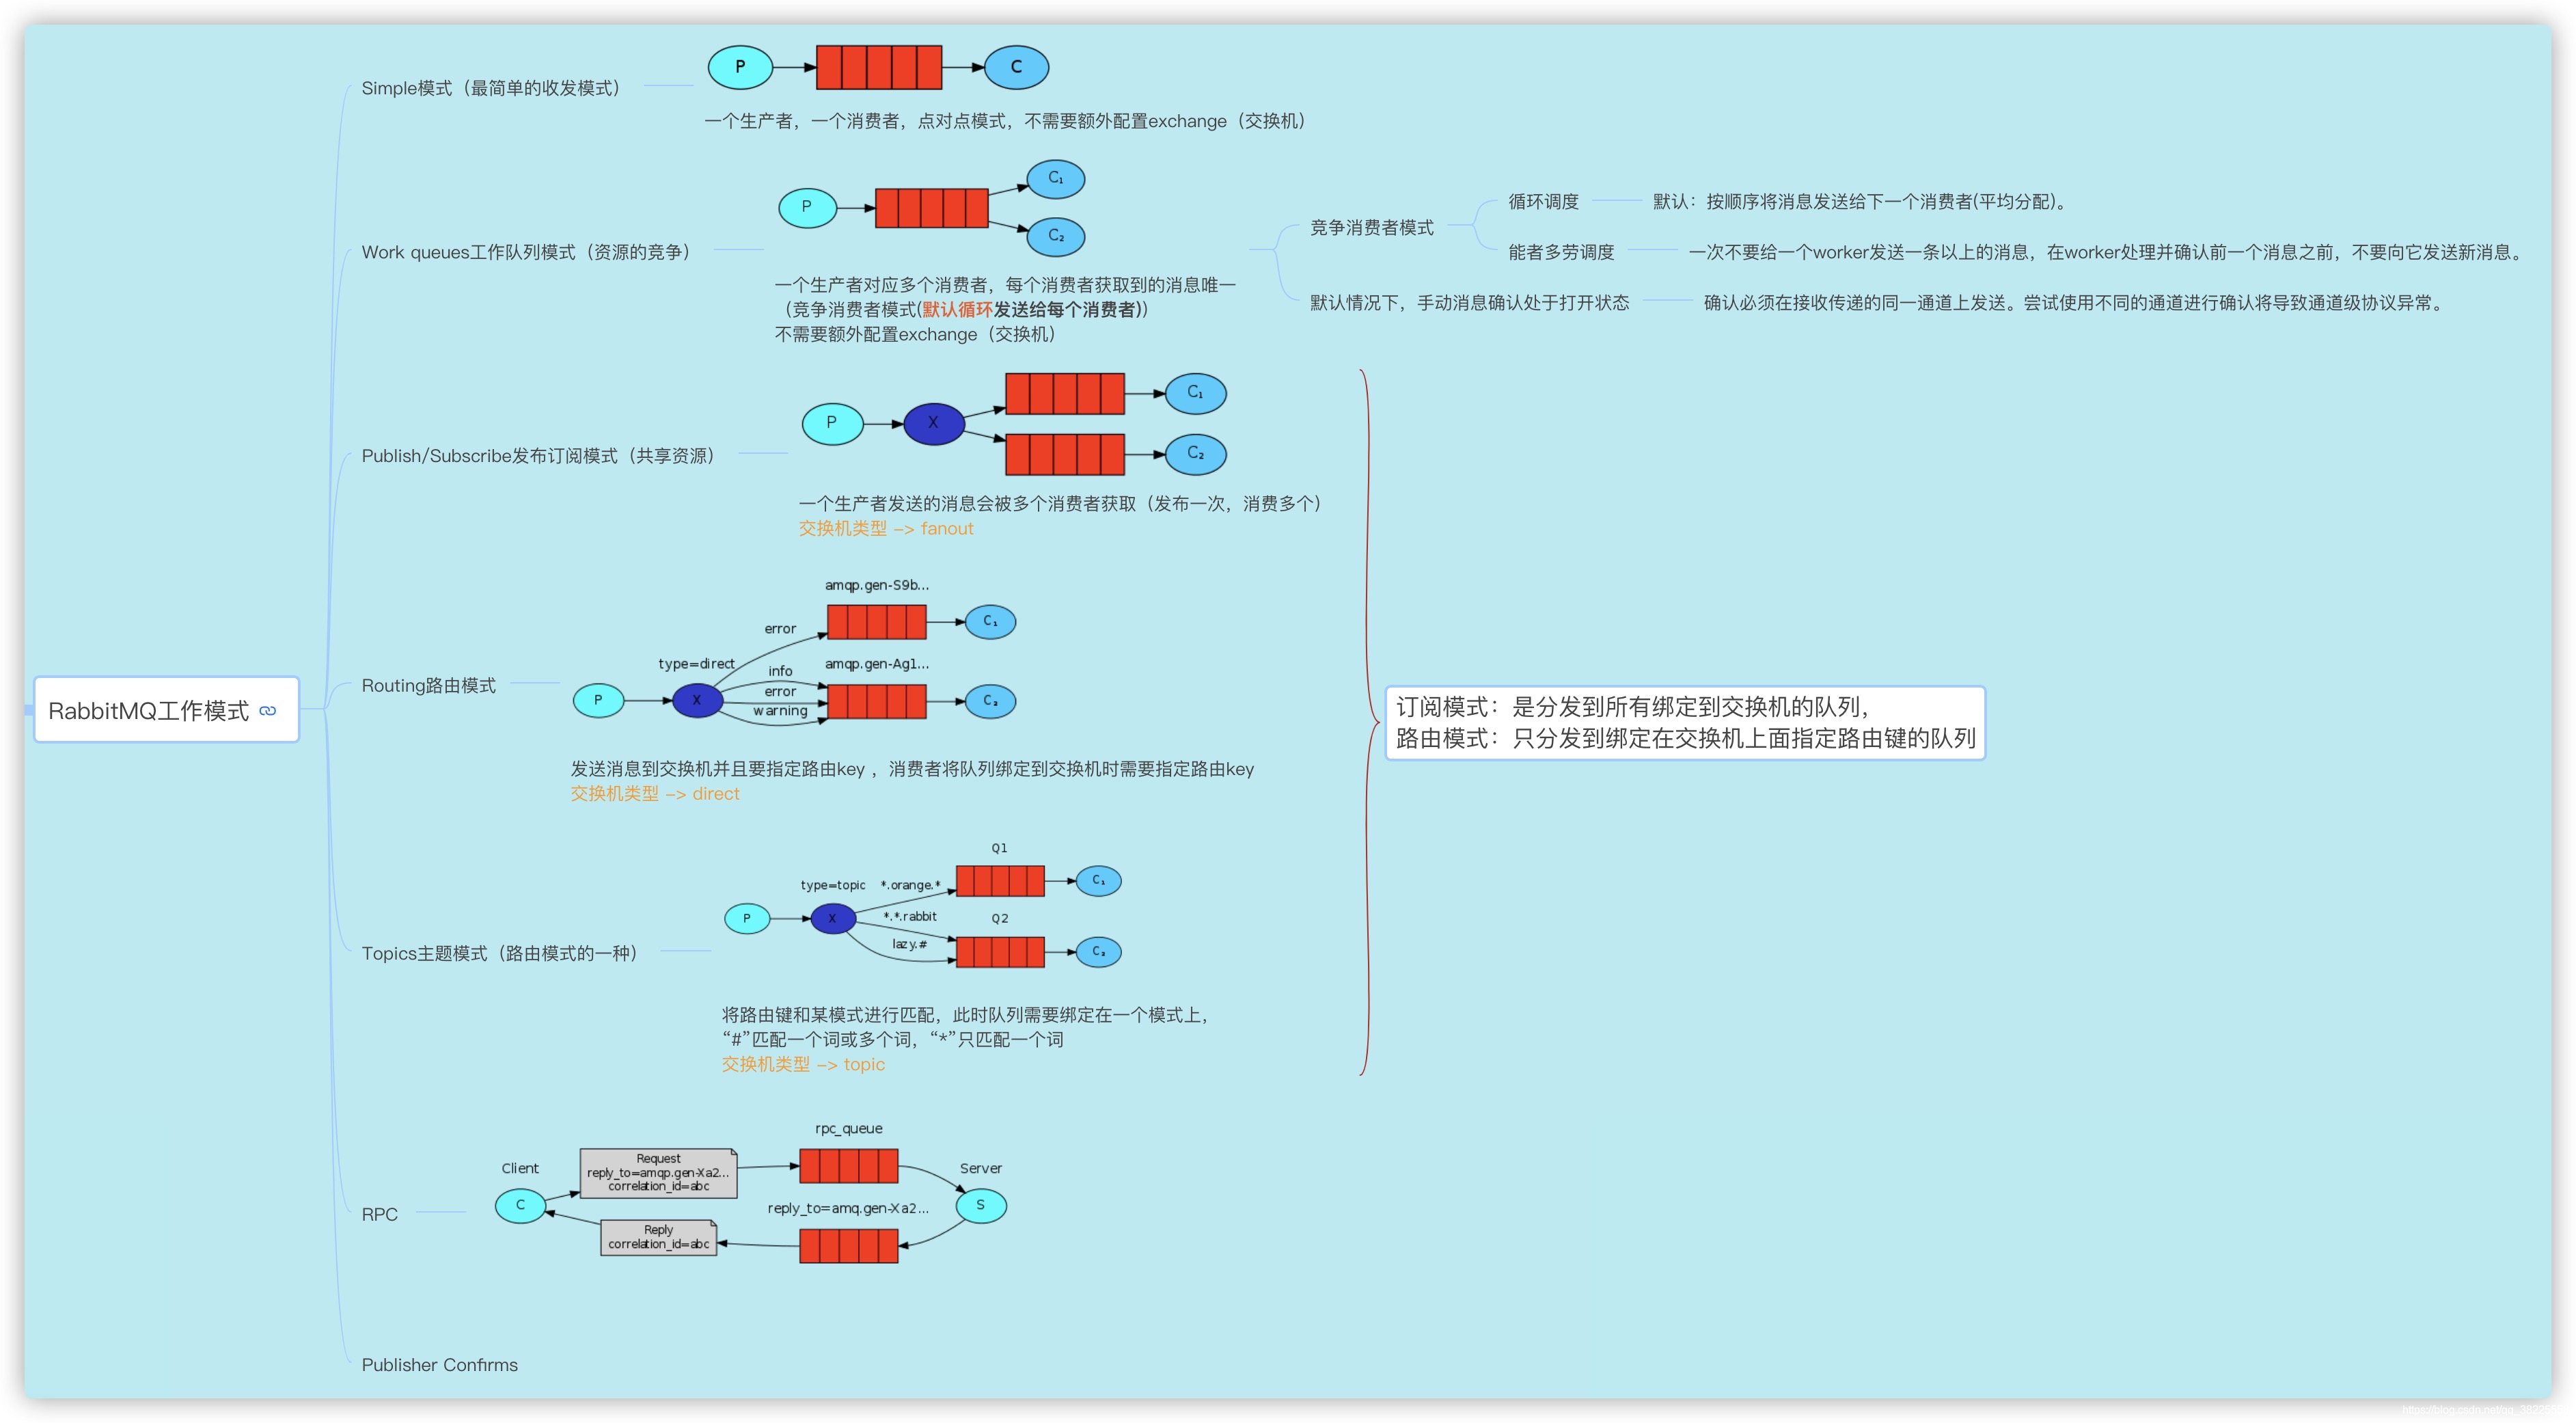 RabbitMQ工作模式
Simple模式（最简单的收发模式）
P
C
一个生产者，一个消费者，点对点模式，不需要额外配置exchange（交换机）
Work queues工作队列模式（资源的竞争）
P
C₁
C₂
一个生产者对应多个消费者，每个消费者获取到的消息唯一
（竞争消费者模式(默认循环发送给每个消费者)）
不需要额外配置exchange（交换机）
竞争消费者模式
循环调度
默认：按顺序将消息发送给下一个消费者(平均分配)。
能者多劳调度
一次不要给一个worker发送一条以上的消息，在worker处理并确认前一个消息之前，不要向它发送新消息。
默认情况下，手动消息确认处于打开状态
确认必须在接收传递的同一通道上发送。尝试使用不同的通道进行确认将导致通道级协议异常。
Publish/Subscribe发布订阅模式（共享资源）
P
X
C₁
C₂
一个生产者发送的消息会被多个消费者获取（发布一次，消费多个）
交换机类型 -> fanout
Routing路由模式
amqp.gen-S9b...
error
C₁
type=direct
amqp.gen-Ag1...
info
error
warning
P
X
C₂
发送消息到交换机并且要指定路由key ，消费者将队列绑定到交换机时需要指定路由key
交换机类型 -> direct
Topics主题模式（路由模式的一种）
Q1
type=topic
*.orange.*
C₁
P
X
*.*.rabbit
Q2
lazy.#
C₂
将路由键和某模式进行匹配，此时队列需要绑定在一个模式上，
“#”匹配一个词或多个词，“*”只匹配一个词
交换机类型 -> topic
订阅模式：是分发到所有绑定到交换机的队列，
路由模式：只分发到绑定在交换机上面指定路由键的队列
RPC
rpc_queue
Client
Request
reply_to=amqp.gen-Xa2...
correlation_id=abc
Server
C
S
reply_to=amq.gen-Xa2...
Reply
correlation_id=abc
Publisher Confirms